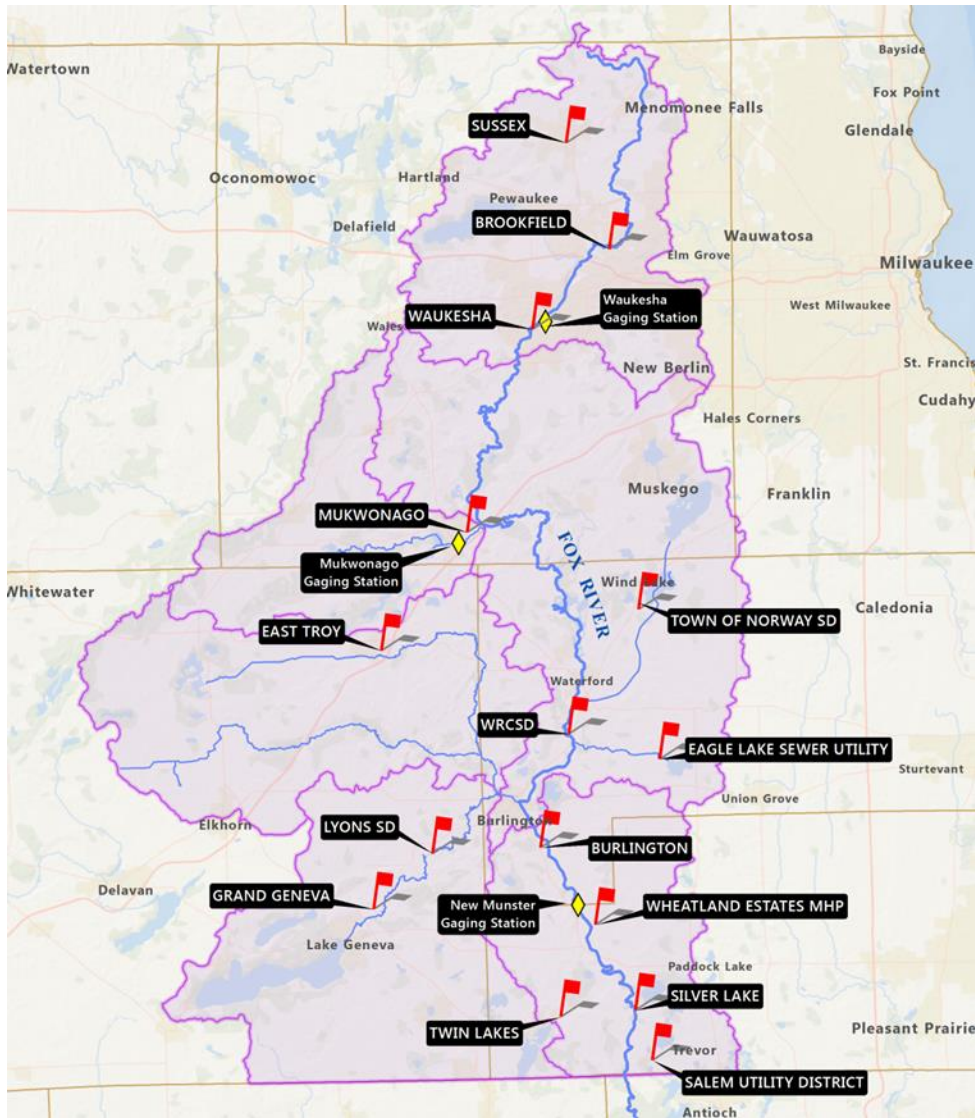 Bayside
Watertown
Fox Point
Menomonee Falls
SUSSEX
Glendale
Oconomowoc
Hartland
Pewaukee
Delafield
BROOKFIELD
Wauwatosa
Elm Grove
Milwaukee
Waukesha
Gaging Station
West Milwaukee
WAUKESHA
Wales
New Berlin
St. Francis
Cudahy
Hales Corners
Muskego
Franklin
MUKWONAGO
FOX RIVER
Mukwonago
Gaging Station
Wind Lake
Whitewater
Caledonia
TOWN OF NORWAY SD
EAST TROY
Waterford
WRCSD
EAGLE LAKE SEWER UTILITY
Sturtevant
Union Grove
Elkhorn
Burlington
LYONS SD
BURLINGTON
Delavan
GRAND GENEVA
New Munster
Gaging Station
WHEATLAND ESTATES MHP
Lake Geneva
Paddock Lake
SILVER LAKE
TWIN LAKES
Pleasant Prairie
Trevor
SALEM UTILITY DISTRICT
Antioch